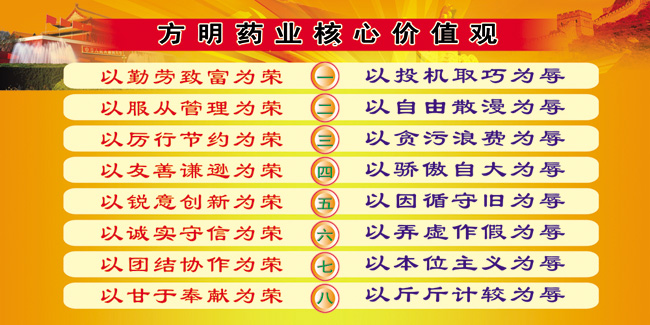 方明药业核心价值观
以勤劳致富为荣 一 以投机取巧为辱
以服从管理为荣 二 以自由散漫为辱
以厉行节约为荣 三 以贪污浪费为辱
以友善谦逊为荣 四 以骄傲自大为辱
以锐意创新为荣 五 以因循守旧为辱
以诚实守信为荣 六 以弄虚作假为辱
以团结协作为荣 七 以本位主义为辱
以甘于奉献为荣 八 以斤斤计较为辱